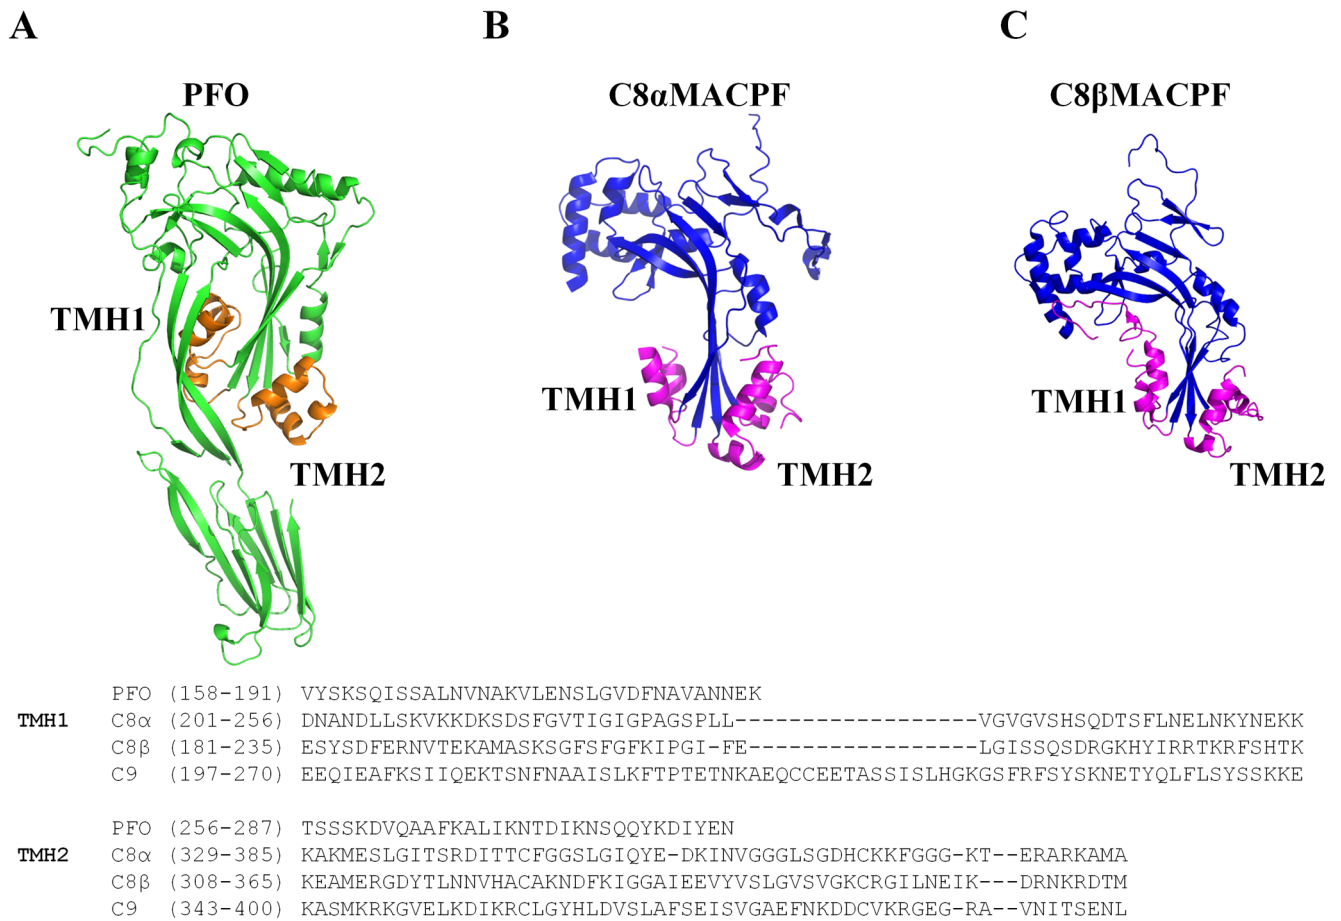 A
B
C
PFO
C8αMACPF
C8βMACPF
TMH1
TMH2
TMH1
TMH2
TMH1
TMH2
PFO (158-191) VYSKSQISSALNVNAKVLENSLGVDFNAVANNEK
TMH1 C8α (201-256) DNANDLLSKVKKDKSDSFGVTIGIGPAGSPLL------------------VGVGVSHSQDTSFLNELNKYNEKK
C8β (181-235) ESYSDFERNVTEKAMASKSGFSFGFKIPGI-FE-----------------LGISSQSDRGKHYIRRTKRFSHTK
C9 (197-270) EEQIEAFKSIIQEKTSNFNAAISLKFTPTETNKAEQCCEETASSISLHGKGSFRFSYSKNETYQLFLSYSSKKE
PFO (256-287) TSSSKDVQAAFKALIKNTDIKNSQQYKDIYEN
TMH2 C8α (329-385) KAKMESLGITSRDITTCFGGSLGIQYE-DKINVGGGLSGDHCKKFGGG-KT--ERARKAMA
C8β (308-365) KEAMERGDYTLNNVHACAKNDFKIGGAIEEVYVSLGVSVGKCRGILNEIK---DRNKRDTM
C9 (343-400) KASMKRKGVELKDIKRCLGYHLDVSLAFSEISVGAEFNKDDCVKRGEG-RA--VNITSENL